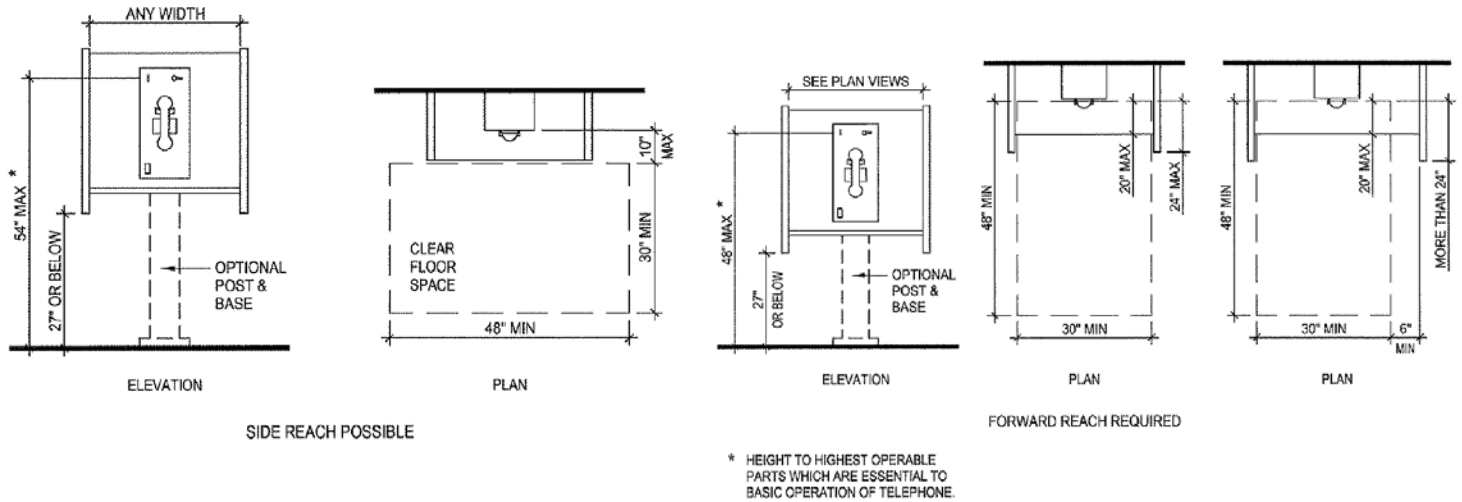 ANY WIDTH
54" MAX *
27" OR BELOW
OPTIONAL
POST &
BASE
ELEVATION
10"
MAX
30" MIN
CLEAR
FLOOR
SPACE
48" MIN
PLAN
SIDE REACH POSSIBLE
SEE PLAN VIEWS
48" MAX *
27"
OR BELOW
OPTIONAL
POST &
BASE
ELEVATION
48" MIN
20" MAX
24" MAX
30" MIN
PLAN
48" MIN
20" MAX
MORE THAN 24"
30" MIN
6"
MIN
PLAN
FORWARD REACH REQUIRED
* HEIGHT TO HIGHEST OPERABLE
PARTS WHICH ARE ESSENTIAL TO
BASIC OPERATION OF TELEPHONE.